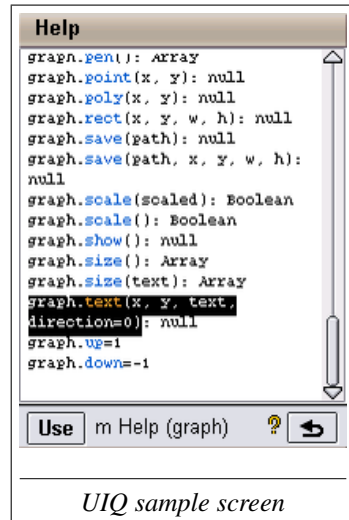 Help
graph.pen(): Array
graph.point(x, y): null
graph.poly(x, y): null
graph.rect(x, y, w, h): null
graph.save(path): null
graph.save(path, x, y, w, h):
null
graph.scale(scaled): Boolean
graph.scale(): Boolean
graph.show(): null
graph.size(): Array
graph.size(text): Array
graph.text(x, y, text,
direction=0): null
graph.up=1
graph.down=-1
Use m Help (graph)
UIQ sample screen